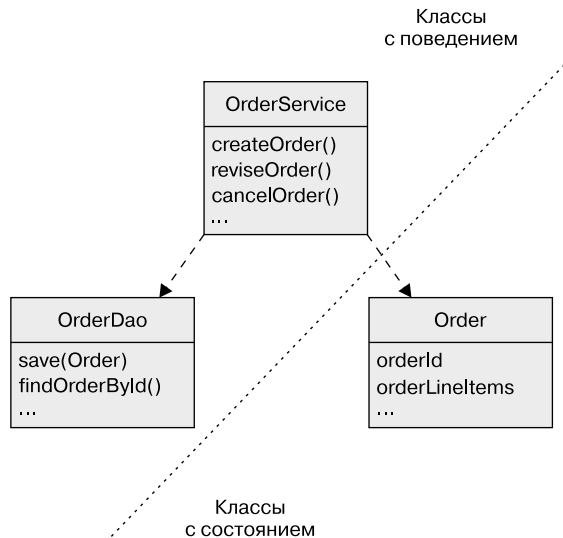 Классы
с поведением
OrderService
createOrder()
reviseOrder()
cancelOrder()
...
OrderDao
save(Order)
findOrderById()
...
Order
orderId
orderLineItems
...
Классы
с состоянием